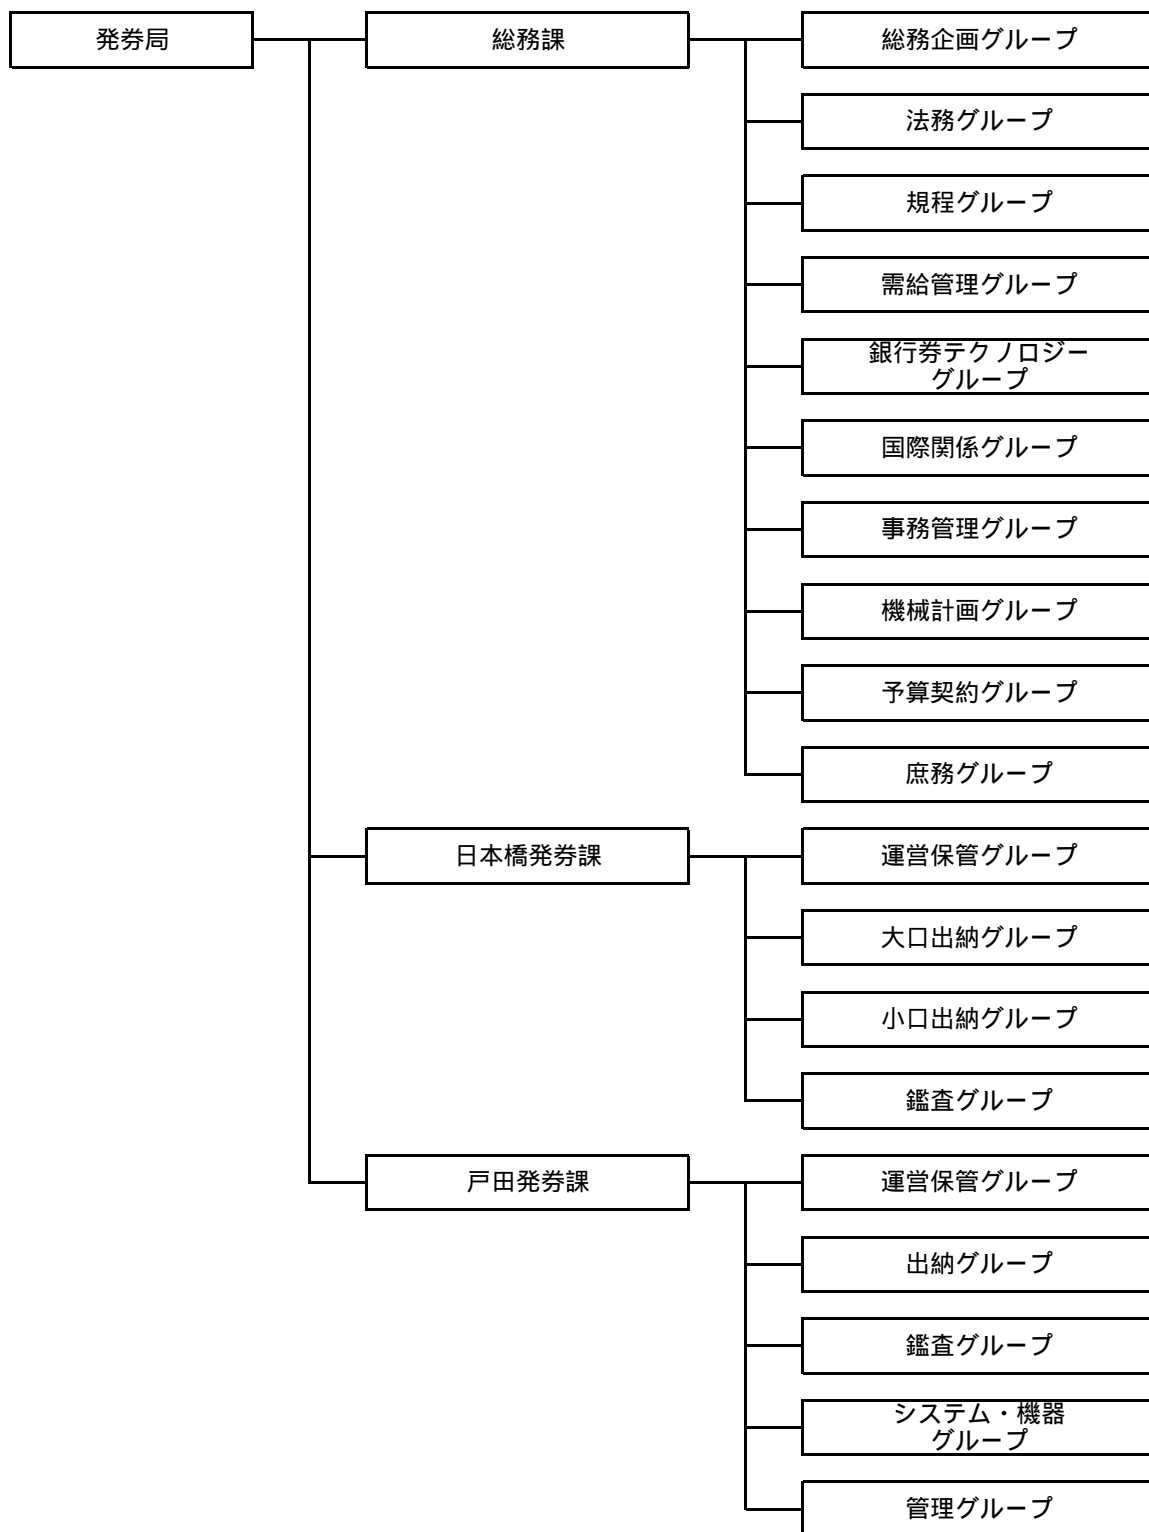 発券局
総務課
総務企画グループ
法務グループ
規程グループ
需給管理グループ
銀行券テクノロジー
グループ
国際関係グループ
事務管理グループ
機械計画グループ
予算契約グループ
庶務グループ
日本橋発券課
運営保管グループ
大口出納グループ
小口出納グループ
鑑査グループ
戸田発券課
運営保管グループ
出納グループ
鑑査グループ
システム・機器
グループ
管理グループ